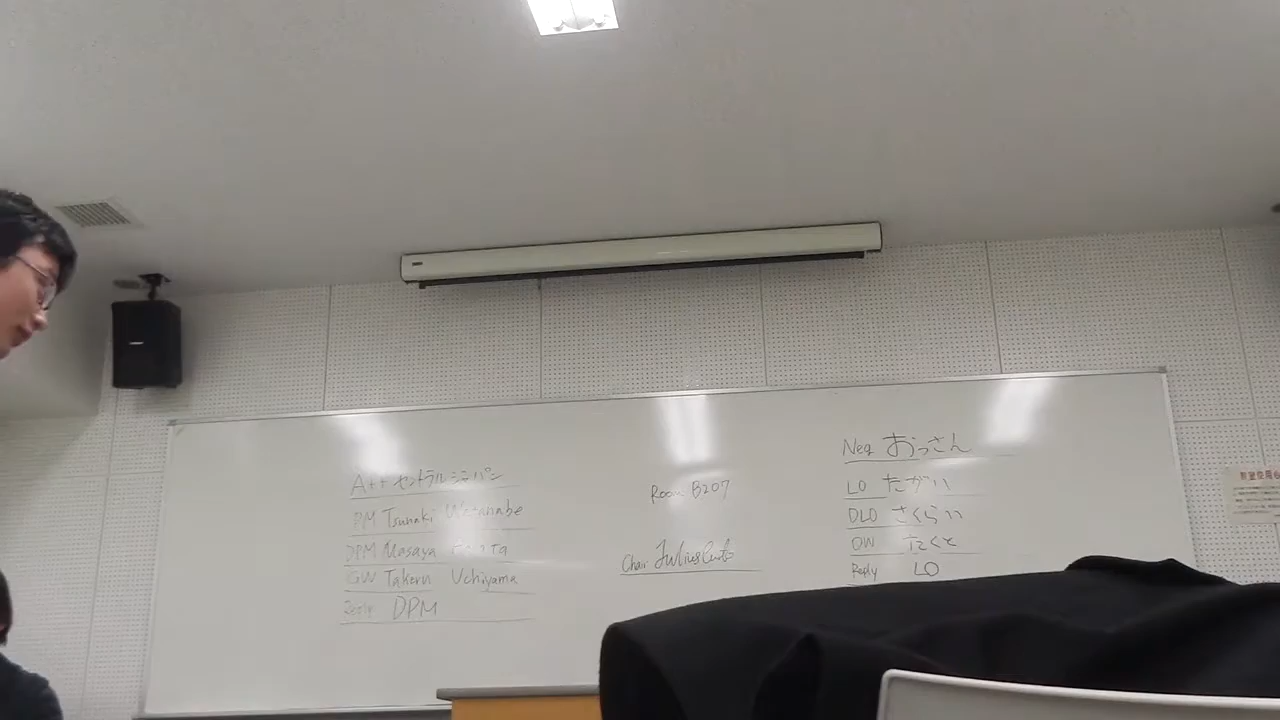 Aff セントラルジャパン
PM Tsunaki Watanabe
DPM Masaya
GW Takeru Uchiyama
Reply DPM
Room B207
Chair Julius
Neg おっさん
LO たかい
DLO さくらい
OW たくと
Reply LO